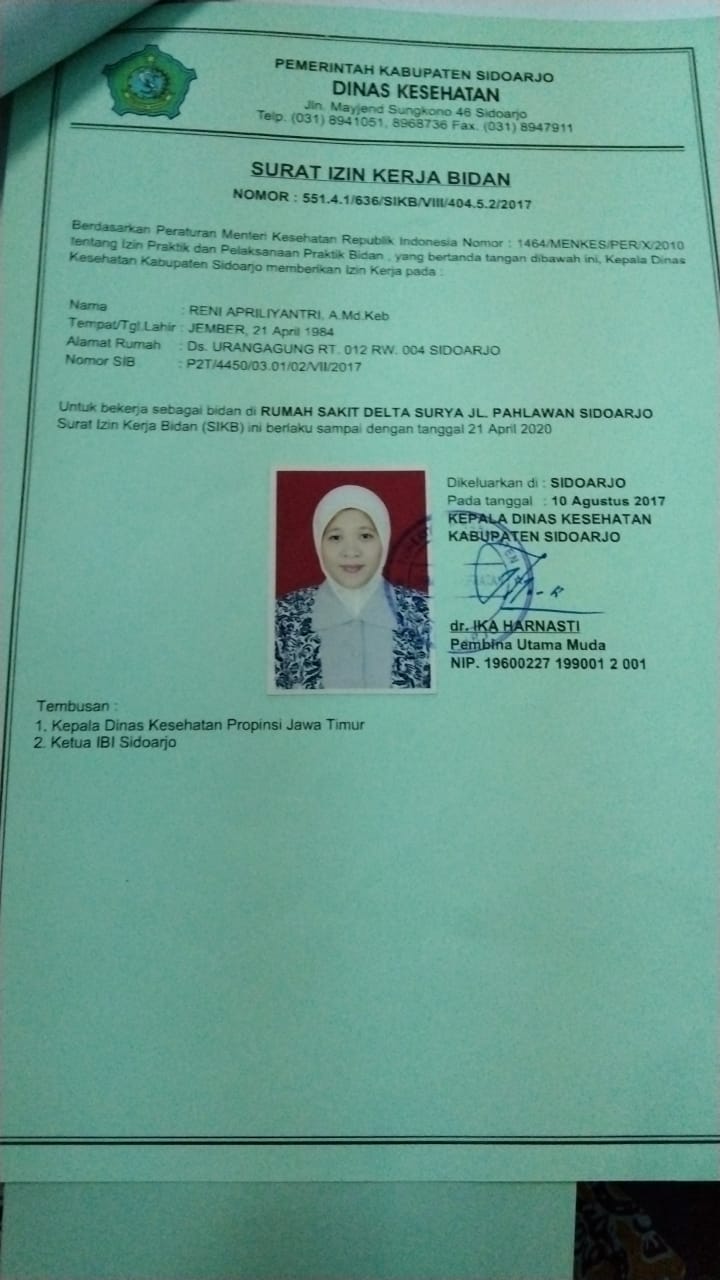 PEMERINTAH KABUPATEN SIDOARJO
DINAS KESEHATAN
Jln. Mayjend Sungkono 46 Sidoarjo
Telp. (031) 8941051, 8968736 Fax. (031) 8947911
SURAT IZIN KERJA BIDAN
NOMOR : 551.4.1/636/SIKB/VIII/404.5.2/2017
Berdasarkan Peraturan Menteri Kesehatan Republik Indonesia Nomor : 1464/MENKES/PER/X/2010
tentang Izin Praktik dan Pelaksanaan Praktik Bidan , yang bertanda tangan dibawah ini, Kepala Dinas
Kesehatan Kabupaten Sidoarjo memberikan Izin Kerja pada :
Nama : RENI APRILIYANTRI, A.Md.Keb
Tempat/Tgl.Lahir : JEMBER, 21 April 1984
Alamat Rumah : Ds. URANGAGUNG RT. 012 RW. 004 SIDOARJO
Nomor SIB : P2T/4450/03.01/02/VII/2017
Untuk bekerja sebagai bidan di RUMAH SAKIT DELTA SURYA JL. PAHLAWAN SIDOARJO
Surat Izin Kerja Bidan (SIKB) ini berlaku sampai dengan tanggal 21 April 2020
Dikeluarkan di : SIDOARJO
Pada tanggal : 10 Agustus 2017
KEPALA DINAS KESEHATAN
KABUPATEN SIDOARJO
dr. IKA HARNASTI
Pembina Utama Muda
NIP. 19600227 199001 2 001
Tembusan :
1. Kepala Dinas Kesehatan Propinsi Jawa Timur
2. Ketua IBI Sidoarjo